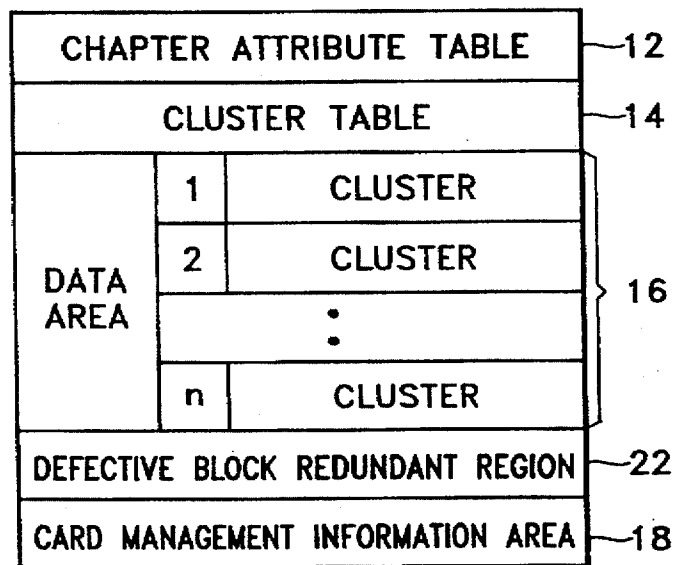 CHAPTER ATTRIBUTE TABLE 12
CLUSTER TABLE 14
DATA AREA
1 CLUSTER
2 CLUSTER
n CLUSTER
16
DEFECTIVE BLOCK REDUNDANT REGION 22
CARD MANAGEMENT INFORMATION AREA 18